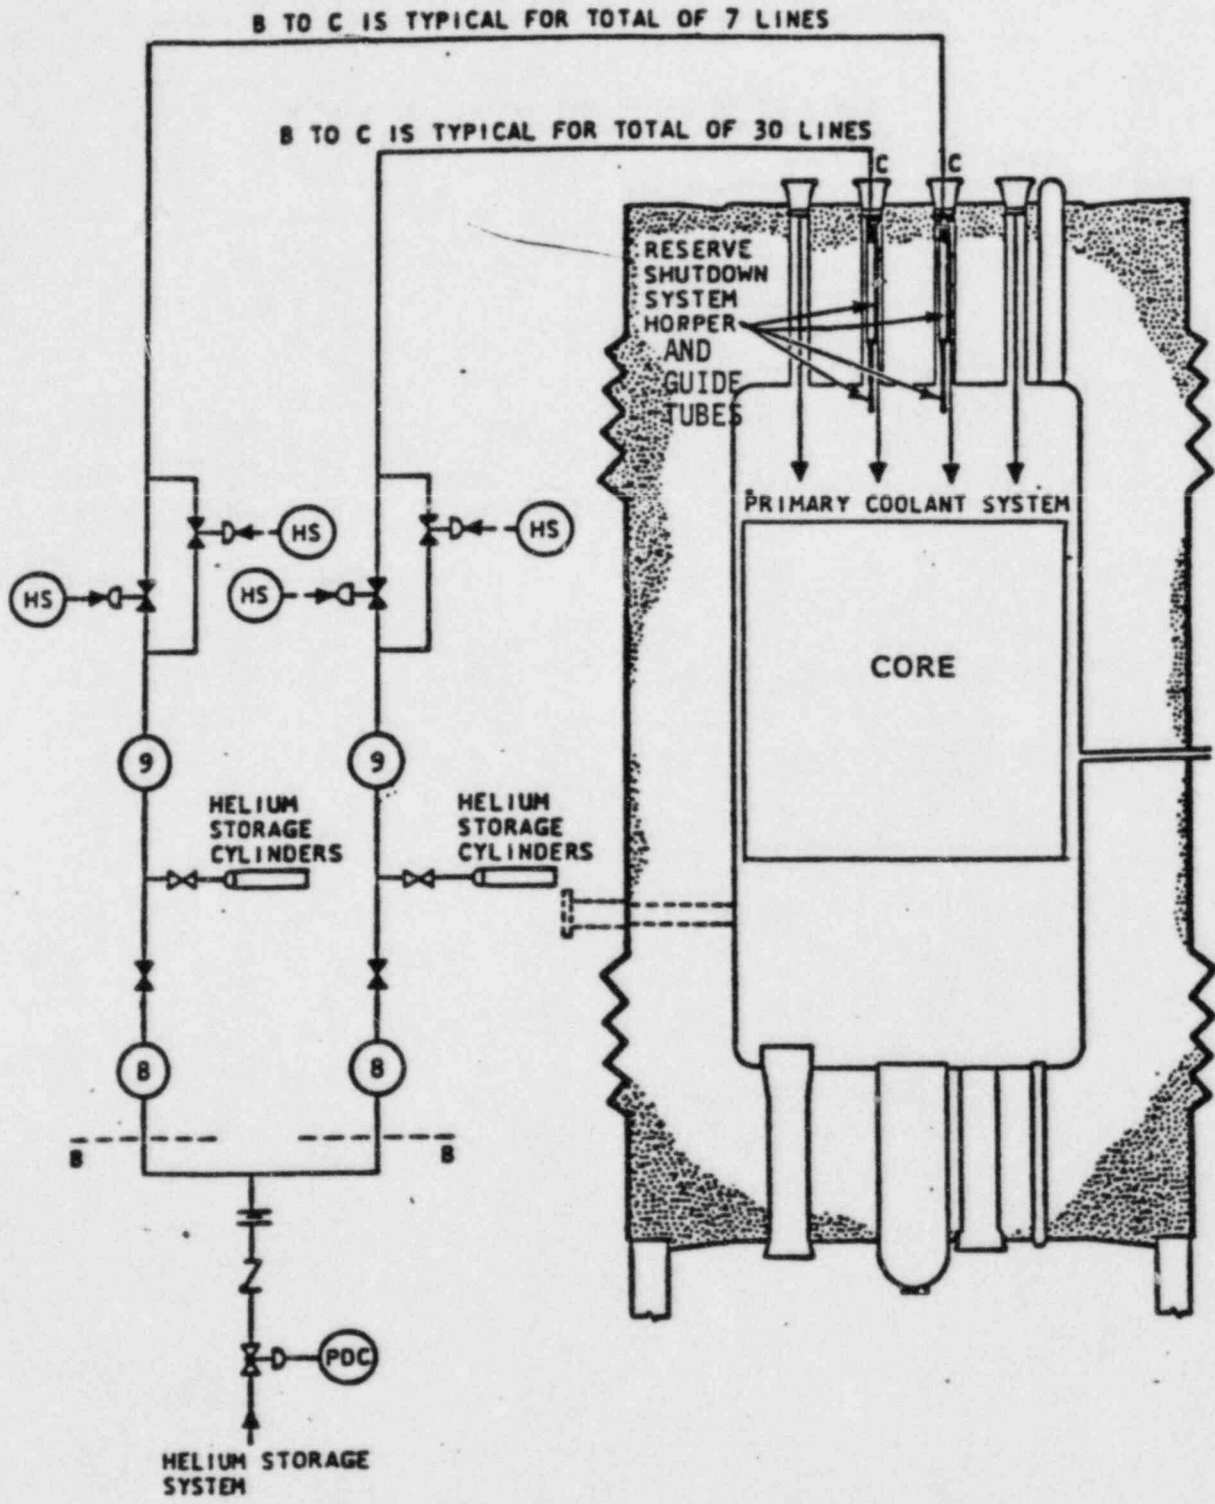 B TO C IS TYPICAL FOR TOTAL OF 7 LINES
B TO C IS TYPICAL FOR TOTAL OF 30 LINES
C C
RESERVE
SHUTDOWN
SYSTEM
HORPER
AND
GUIDE
TUBES
PRIMARY COOLANT SYSTEM
HS
HS
HS
HS
CORE
9
9
HELIUM
STORAGE
CYLINDERS
HELIUM
STORAGE
CYLINDERS
8
8
B
B
PDC
HELIUM STORAGE
SYSTEM